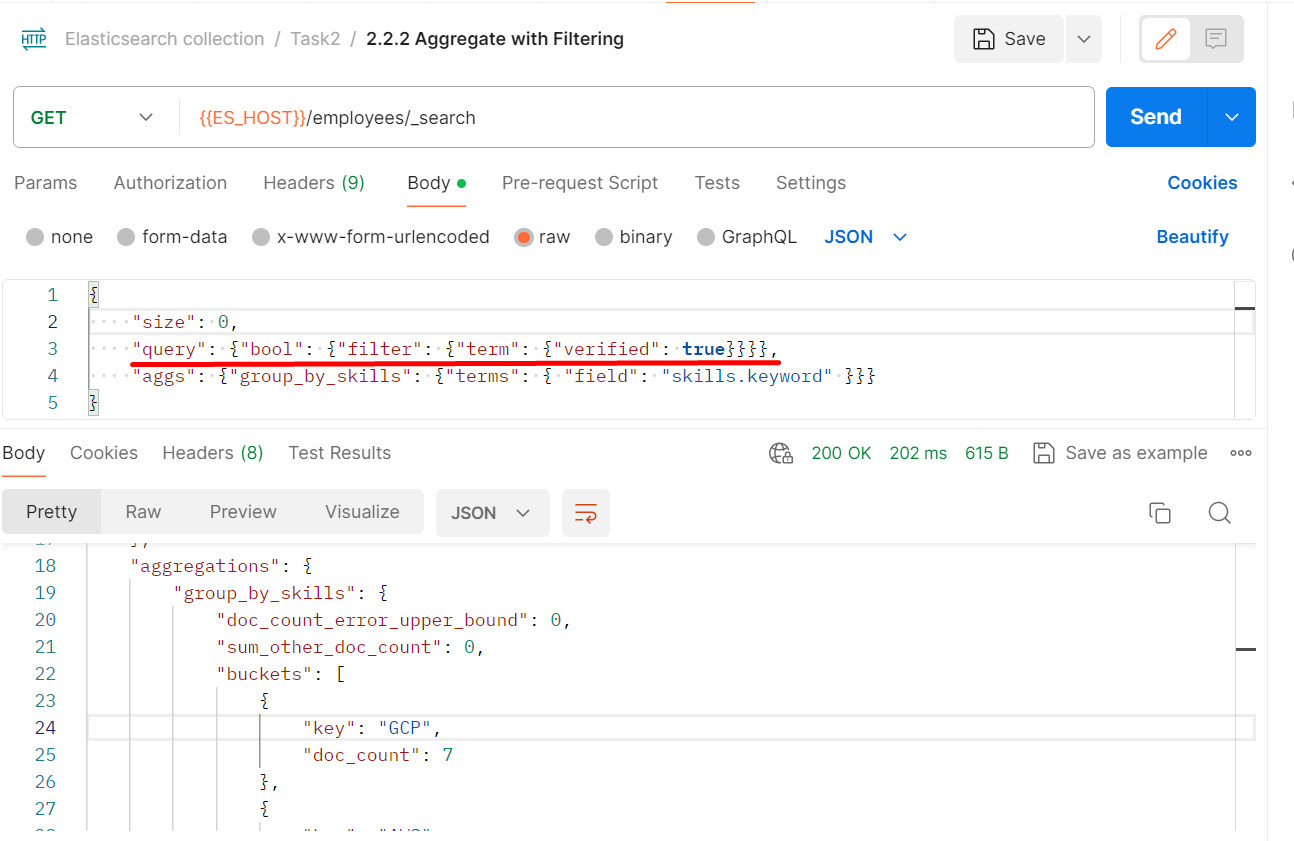 HTTP Elasticsearch collection / Task2 / 2.2.2 Aggregate with Filtering Save
GET {{ES_HOST}}/employees/_search Send
Params Authorization Headers (9) Body Pre-request Script Tests Settings Cookies
none form-data x-www-form-urlencoded raw binary GraphQL JSON Beautify
1 {
2 "size": 0,
3 "query": {"bool": {"filter": {"term": {"verified": true}}}},
4 "aggs": {"group_by_skills": {"terms": { "field": "skills.keyword" }}}
5 }
Body Cookies Headers (8) Test Results 200 OK 202 ms 615 B Save as example
Pretty Raw Preview Visualize JSON
18 "aggregations": {
19 "group_by_skills": {
20 "doc_count_error_upper_bound": 0,
21 "sum_other_doc_count": 0,
22 "buckets": [
23 {
24 "key": "GCP",
25 "doc_count": 7
26 },
27 {